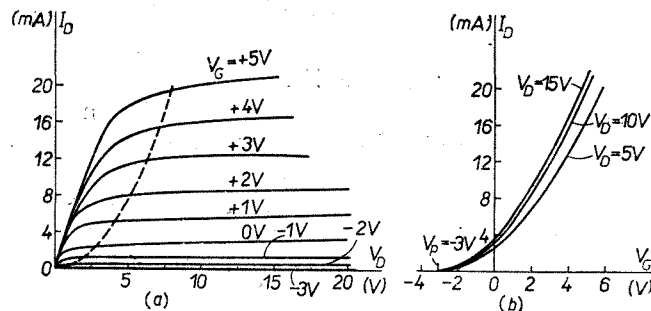 (mA) I_D
20
16
12
8
4
0
V_G=+5V
+4V
+3V
+2V
+1V
0V
-1V
-2V
-3V
V_D
5
10
15
20
(V)
(a)
(mA) I_D
20
16
12
8
4
V_D=15V
V_D=10V
V_D=5V
V_P=-3V
V_G
-4
-2
0
2
4
6
(V)
(b)